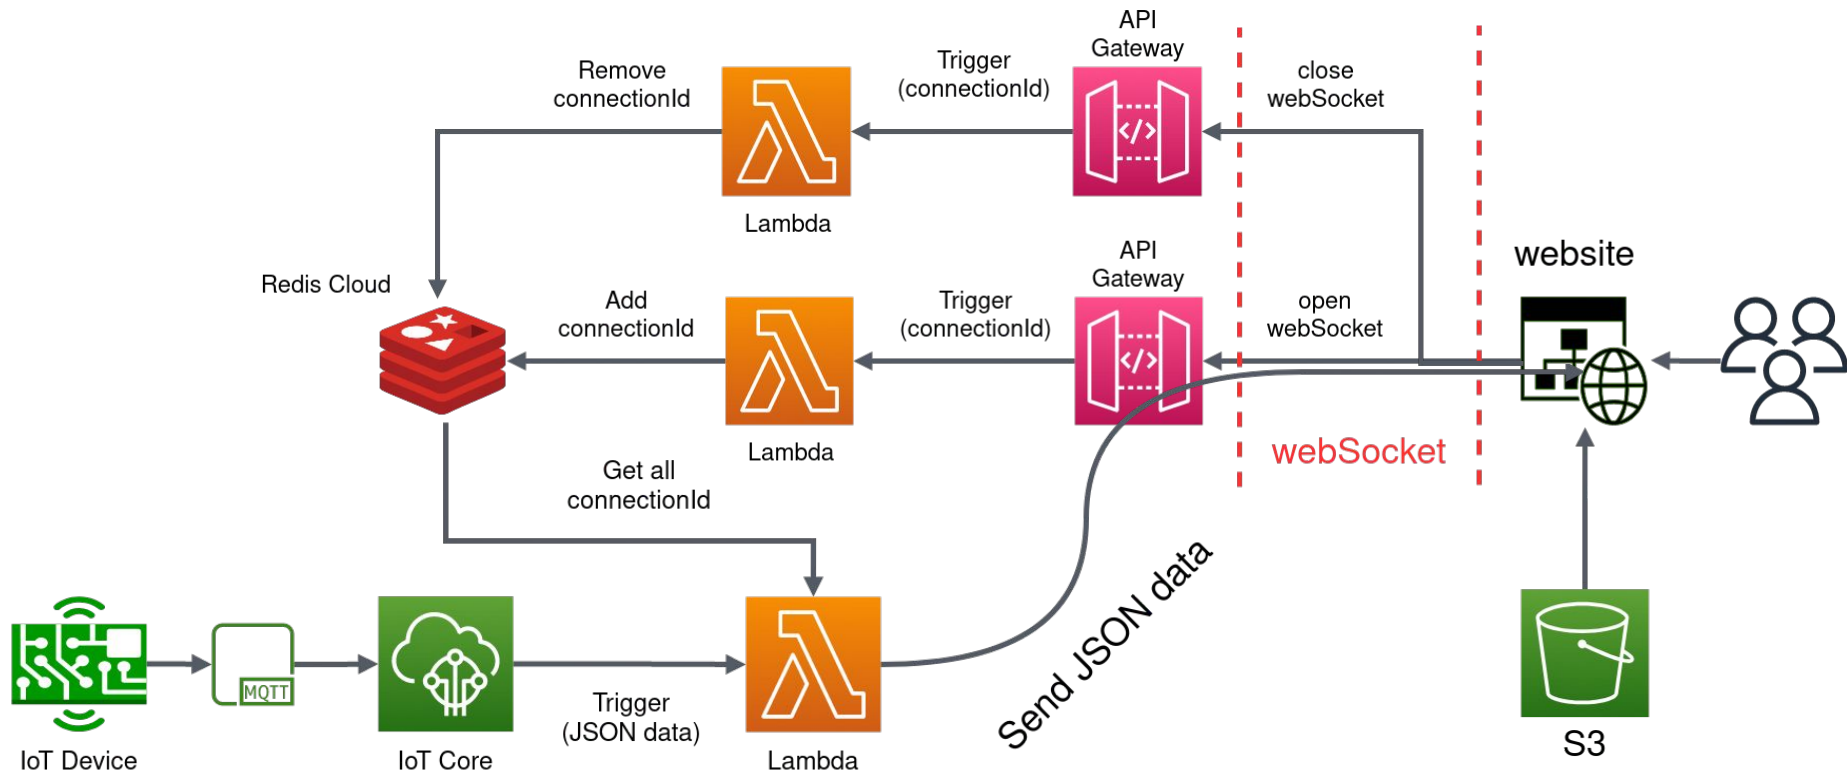 API
Gateway
Remove
connectionId
Trigger
(connectionId)
close
webSocket
Lambda
API
Gateway
website
Redis Cloud
Add
connectionId
Trigger
(connectionId)
open
webSocket
Lambda
webSocket
Get all
connectionId
Send JSON data
MQTT
Trigger
(JSON data)
IoT Device
IoT Core
Lambda
S3